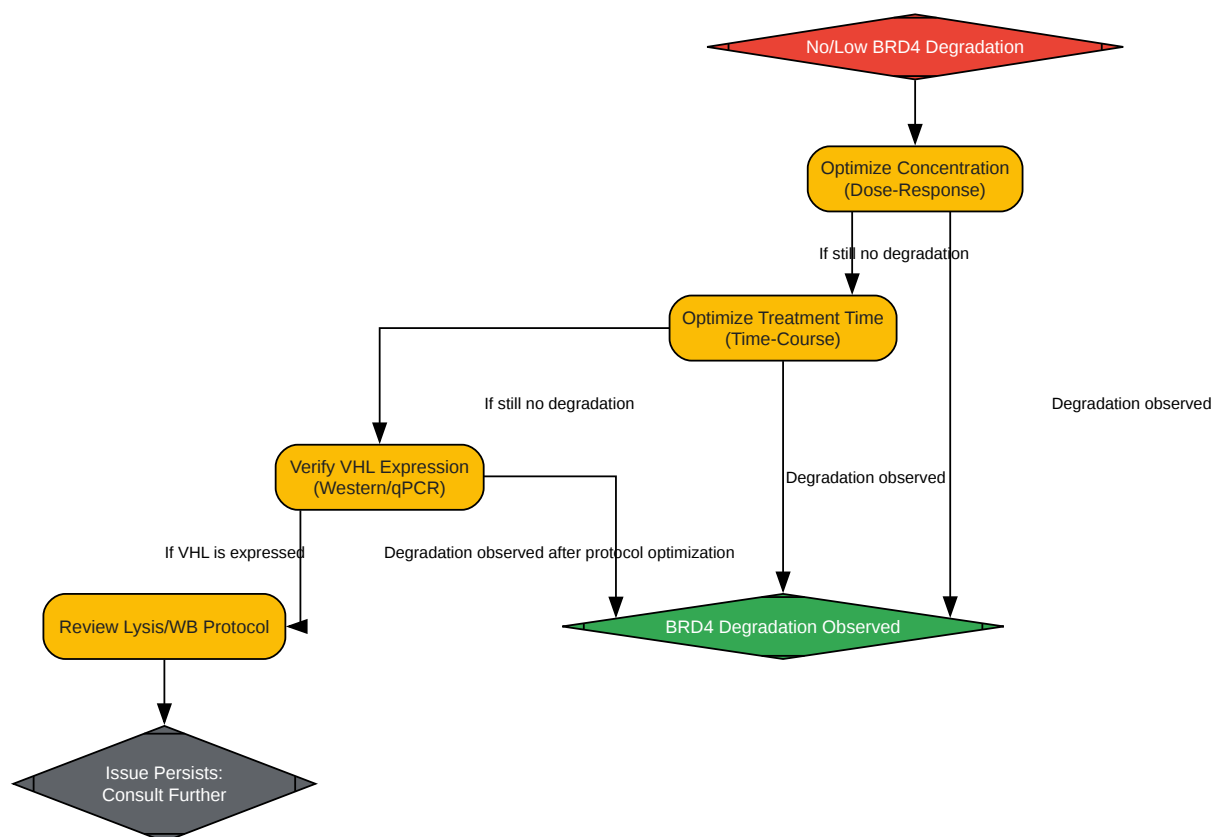 No/Low BRD4 Degradation
Optimize Concentration
(Dose-Response)
If still no degradation
Optimize Treatment Time
(Time-Course)
If still no degradation
Degradation observed
Verify VHL Expression
(Western/qPCR)
Degradation observed
If VHL is expressed
Degradation observed after protocol optimization
Review Lysis/WB Protocol
BRD4 Degradation Observed
Issue Persists:
Consult Further